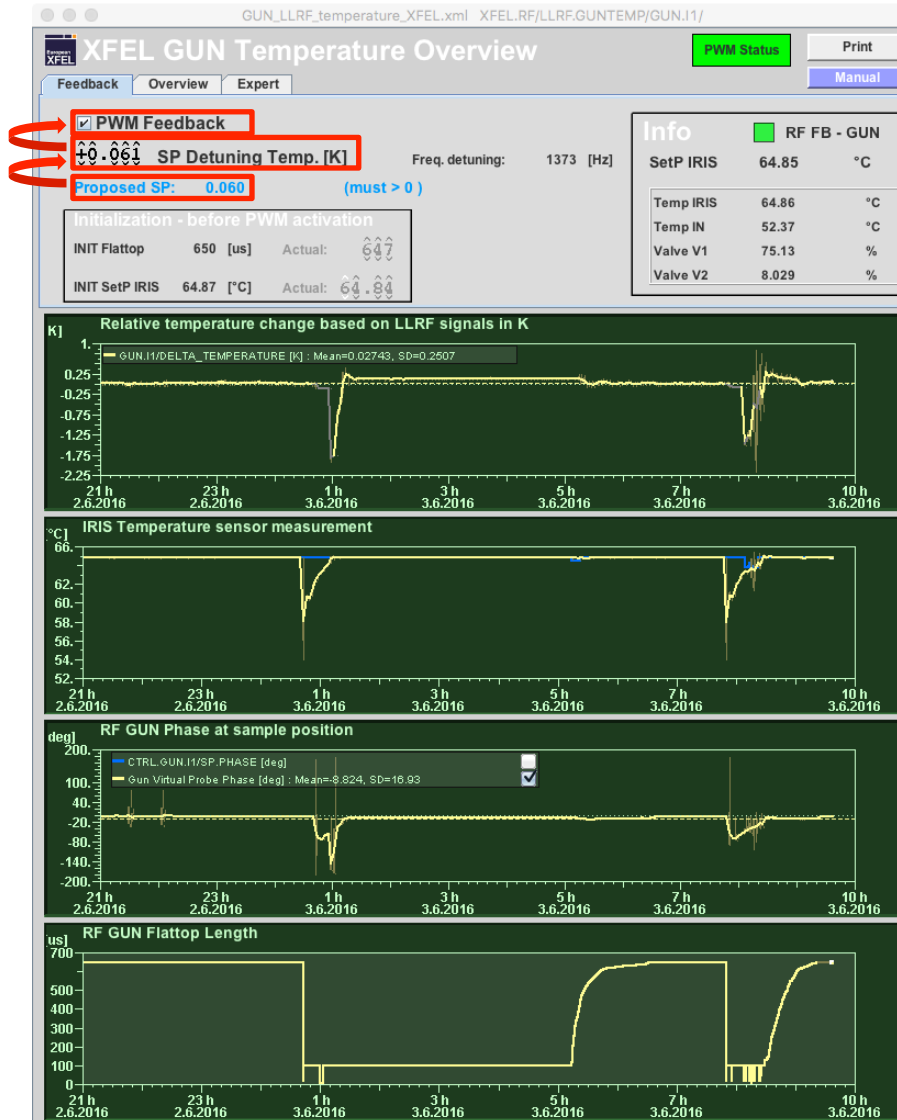 GUN_LLRF_temperature_XFEL.xml XFEL.RF/LLRF.GUNTEMP/GUN.I1/
European
XFEL
XFEL GUN Temperature Overview
PWM Status
Print
Manual
Feedback
Overview
Expert
PWM Feedback
+0.061 SP Detuning Temp. [K]
Freq. detuning: 1373 [Hz]
Proposed SP: 0.060 (must > 0 )
Initialization - before PWM activation
INIT Flattop 650 [us] Actual: 647
INIT SetP IRIS 64.87 [°C] Actual: 64.84
Info RF FB - GUN
SetP IRIS 64.85 °C
Temp IRIS 64.86 °C
Temp IN 52.37 °C
Valve V1 75.13 %
Valve V2 8.029 %
K] Relative temperature change based on LLRF signals in K
GUN.I1/DELTA_TEMPERATURE [K] : Mean=0.02743, SD=0.2507
1.
0.25
-0.25
-0.75
-1.25
-1.75
-2.25
21 h 23 h 1 h 3 h 5 h 7 h 10 h
2.6.2016 2.6.2016 3.6.2016 3.6.2016 3.6.2016 3.6.2016 3.6.2016
°C] IRIS Temperature sensor measurement
66.
62.
60.
58.
56.
54.
52.
21 h 23 h 1 h 3 h 5 h 7 h 10 h
2.6.2016 2.6.2016 3.6.2016 3.6.2016 3.6.2016 3.6.2016 3.6.2016
deg] RF GUN Phase at sample position
CTRL.GUN.I1/SP.PHASE [deg]
Gun Virtual Probe Phase [deg] : Mean=-8.824, SD=16.93
200.
100.
40.
-20.
-80.
-140.
-200.
21 h 23 h 1 h 3 h 5 h 7 h 10 h
2.6.2016 2.6.2016 3.6.2016 3.6.2016 3.6.2016 3.6.2016 3.6.2016
[us] RF GUN Flattop Length
700
500
400
300
200
100
0
21 h 23 h 1 h 3 h 5 h 7 h 10 h
2.6.2016 2.6.2016 3.6.2016 3.6.2016 3.6.2016 3.6.2016 3.6.2016